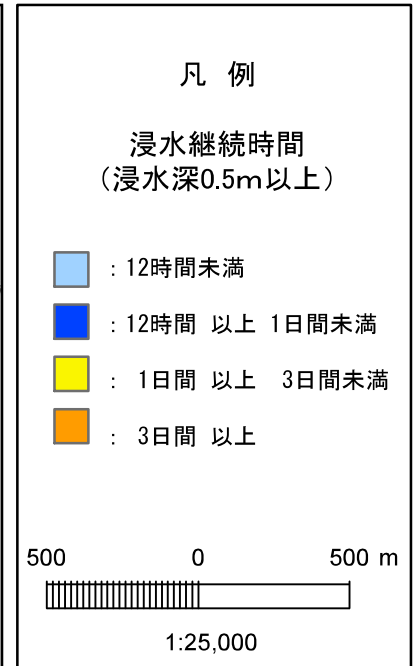 凡 例
浸水継続時間
（浸水深0.5m以上）
：12時間未満
：12時間 以上 1日間未満
： 1日間 以上 3日間未満
： 3日間 以上
500 0 500 m
1:25,000